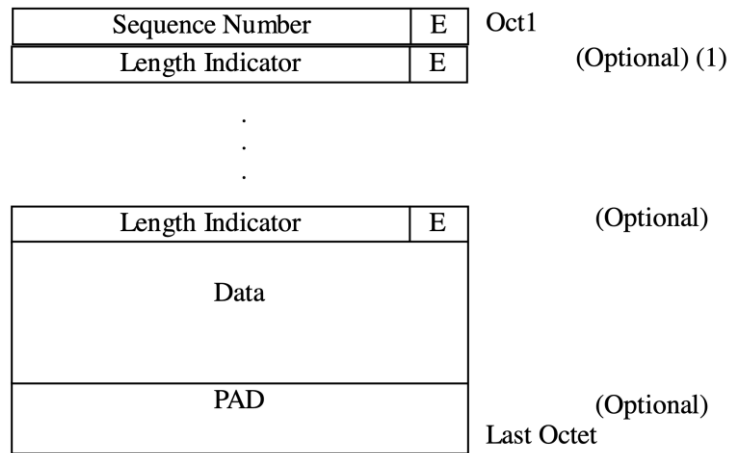 Sequence Number E Oct1
Length Indicator E (Optional) (1)
.
.
.
Length Indicator E (Optional)
Data
PAD (Optional)
Last Octet